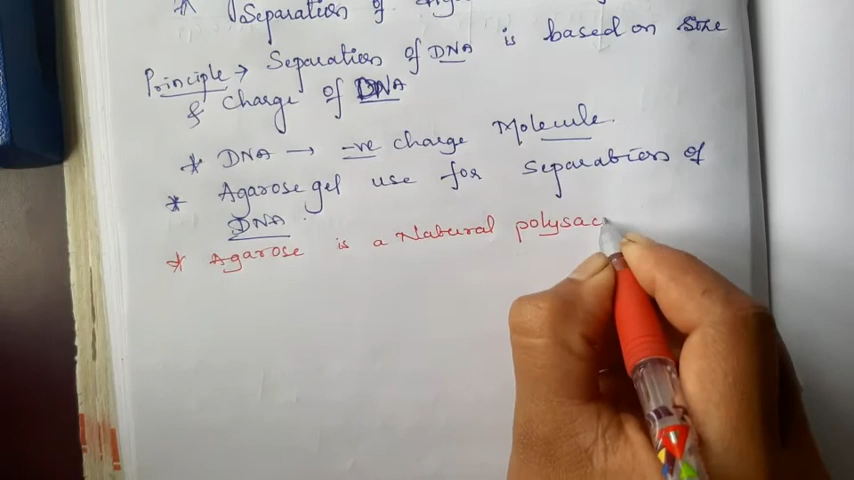 * Separation of
Principle → Separation of DNA is based on Size
& Charge of DNA
* DNA → -ve charge Molecule.
* Agarose gel use for Separation of
DNA.
* Agarose is a Natural polysac